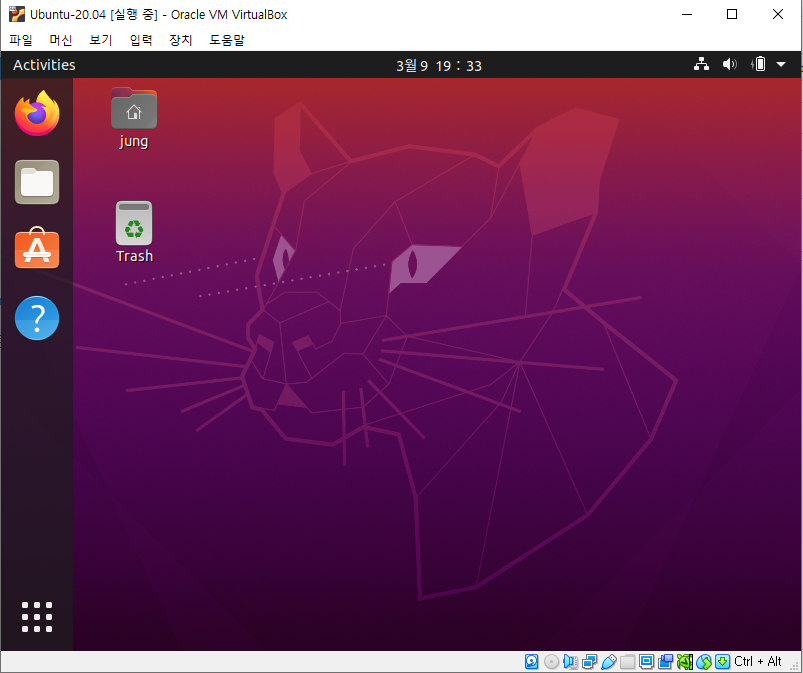 Ubuntu-20.04 [실행 중] - Oracle VM VirtualBox
파일 머신 보기 입력 장치 도움말
Activities 3월 9 19 : 33
jung
Trash
Ctrl + Alt